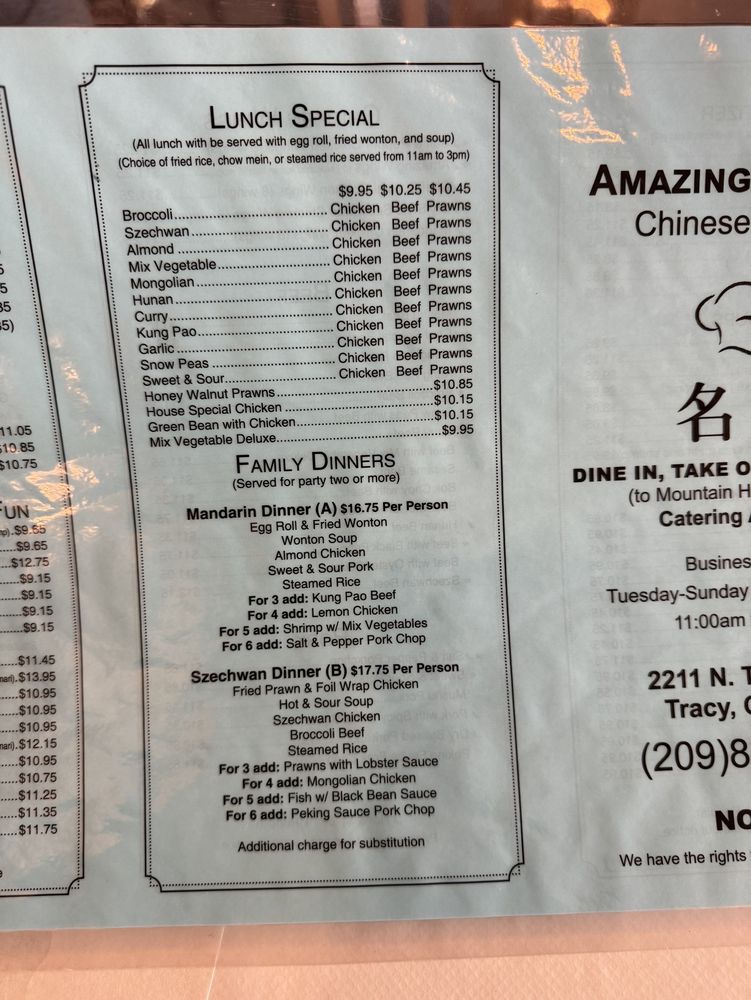 11.05
$10.85
$10.75
FUN
$9.65
$9.65
$12.75
$9.15
$9.15
$9.15
$9.15
$11.45
$13.95
$10.95
$10.95
$10.95
$12.15
$10.95
$10.75
$11.25
$11.35
$11.75
LUNCH SPECIAL
(All lunch with be served with egg roll, fried wonton, and soup)
(Choice of fried rice, chow mein, or steamed rice served from 11am to 3pm)
$9.95 $10.25 $10.45
Broccoli.......... Chicken Beef Prawns
Szechwan.......... Chicken Beef Prawns
Almond .......... Chicken Beef Prawns
Mix Vegetable.......... Chicken Beef Prawns
Mongolian.......... Chicken Beef Prawns
Hunan.......... Chicken Beef Prawns
Curry.......... Chicken Beef Prawns
Kung Pao.......... Chicken Beef Prawns
Garlic .......... Chicken Beef Prawns
Snow Peas .......... Chicken Beef Prawns
Sweet & Sour.......... Chicken Beef Prawns
Honey Walnut Prawns..........$10.85
House Special Chicken ..........$10.15
Green Bean with Chicken..........$10.15
Mix Vegetable Deluxe..........$9.95
FAMILY DINNERS
(Served for party two or more)
Mandarin Dinner (A) $16.75 Per Person
Egg Roll & Fried Wonton
Wonton Soup
Almond Chicken
Sweet & Sour Pork
Steamed Rice
For 3 add: Kung Pao Beef
For 4 add: Lemon Chicken
For 5 add: Shrimp w/ Mix Vegetables
For 6 add: Salt & Pepper Pork Chop
Szechwan Dinner (B) $17.75 Per Person
Fried Prawn & Foil Wrap Chicken
Hot & Sour Soup
Szechwan Chicken
Broccoli Beef
Steamed Rice
For 3 add: Prawns with Lobster Sauce
For 4 add: Mongolian Chicken
For 5 add: Fish w/ Black Bean Sauce
For 6 add: Peking Sauce Pork Chop
Additional charge for substitution
AMAZING
Chinese
名
DINE IN, TAKE O
(to Mountain H
Catering
Busines
Tuesday-Sunday
11:00am
2211 N. T
Tracy, C
(209)8
NO
We have the rights